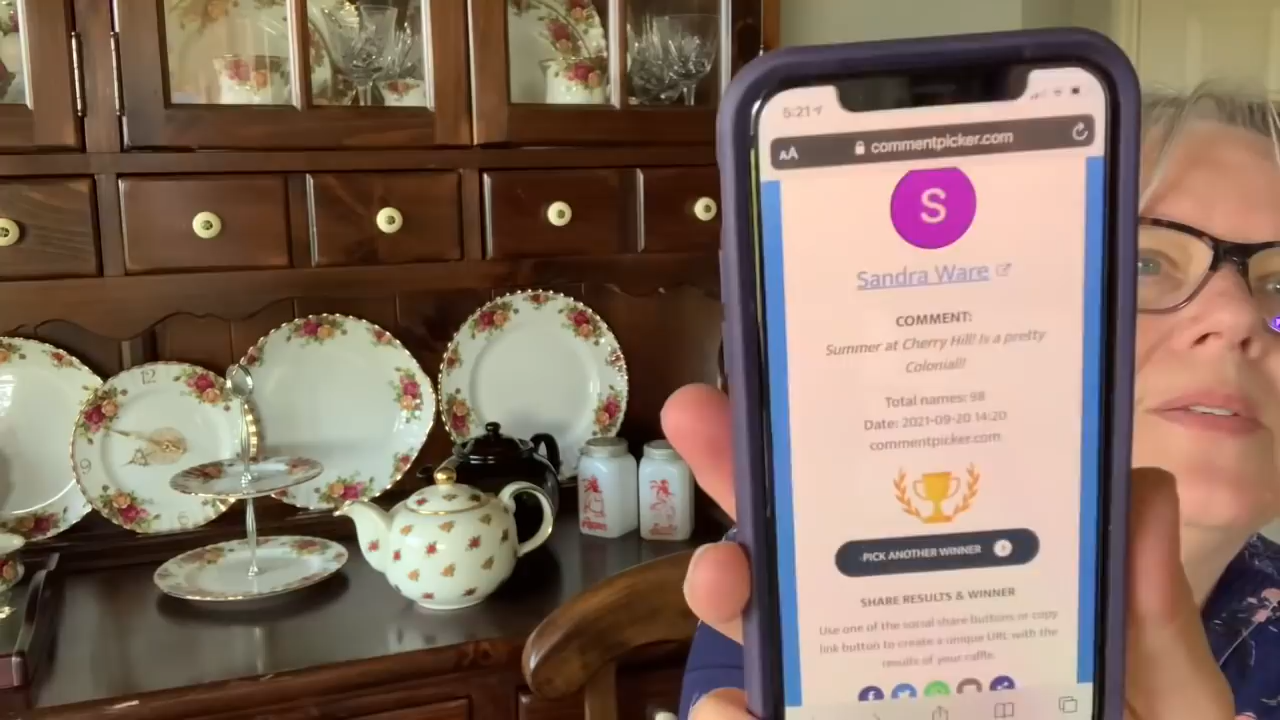 5:21
AA commentpicker.com
S
Sandra Ware
COMMENT:
Summer at Cherry Hill! Is a pretty
Colonial!!
Total names: 98
Date: 2021-09-20 14:20
commentpicker.com
PICK ANOTHER WINNER
SHARE RESULTS & WINNER
Use one of the social share buttons or copy
link button to create a unique URL with the
results of your raffle.
12